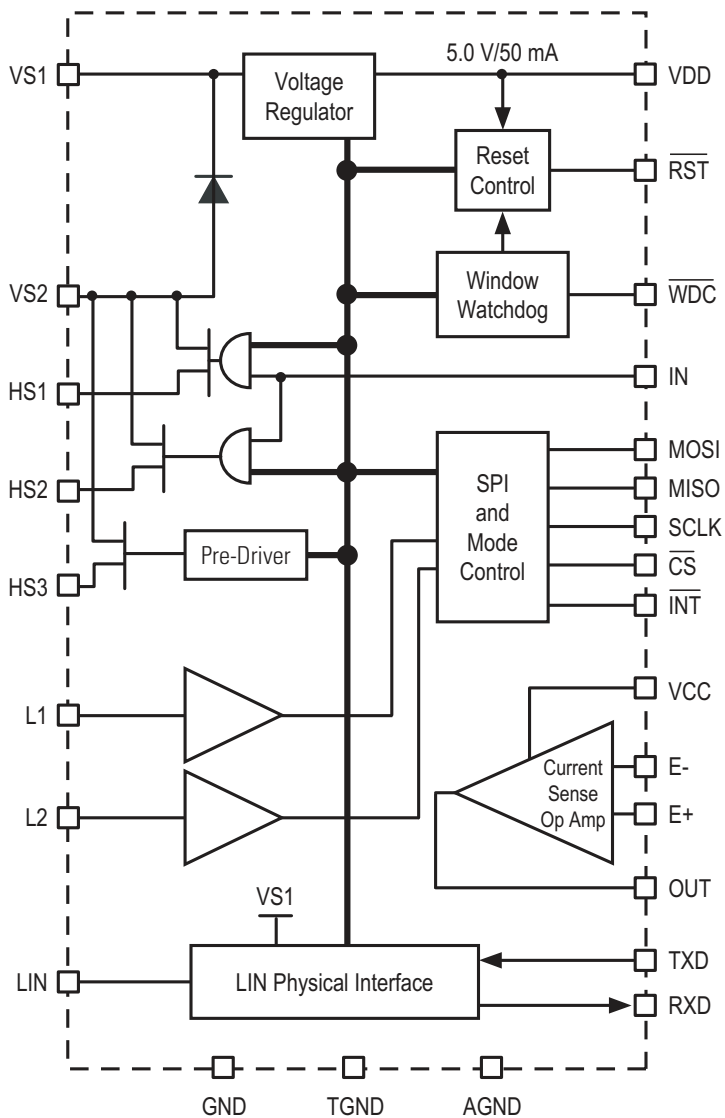 VS1
Voltage
Regulator
5.0 V/50 mA
VDD
Reset
Control
RST
VS2
Window
Watchdog
WDC
HS1
IN
HS2
SPI
and
Mode
Control
MOSI
MISO
SCLK
CS
INT
HS3
Pre-Driver
L1
VCC
Current
Sense
Op Amp
E-
E+
L2
OUT
VS1
LIN
LIN Physical Interface
TXD
RXD
GND
TGND
AGND